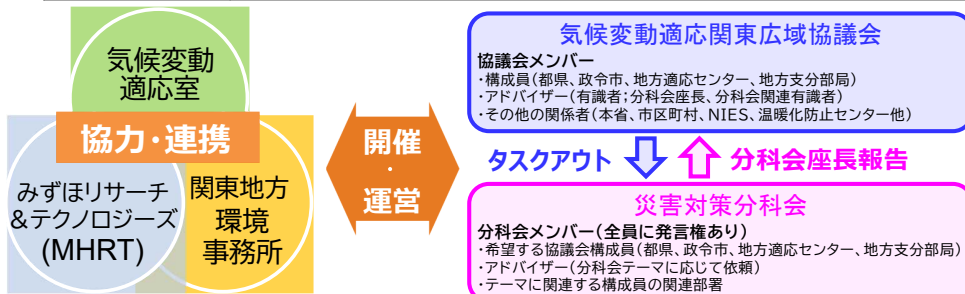 気候変動
適応室
協力・連携
みずほリサーチ
&テクノロジーズ
(MHRT)
関東地方
環境
事務所
開催
・
運営
気候変動適応関東広域協議会
協議会メンバー
・構成員(都県、政令市、地方適応センター、地方支分部局)
・アドバイザー(有識者;分科会座長、分科会関連有識者)
・その他の関係者(本省、市区町村、NIES、温暖化防止センター他)
タスクアウト
分科会座長報告
災害対策分科会
分科会メンバー(全員に発言権あり)
・希望する協議会構成員(都県、政令市、地方適応センター、地方支分部局)
・アドバイザー(分科会テーマに応じて依頼)
・テーマに関連する構成員の関連部署